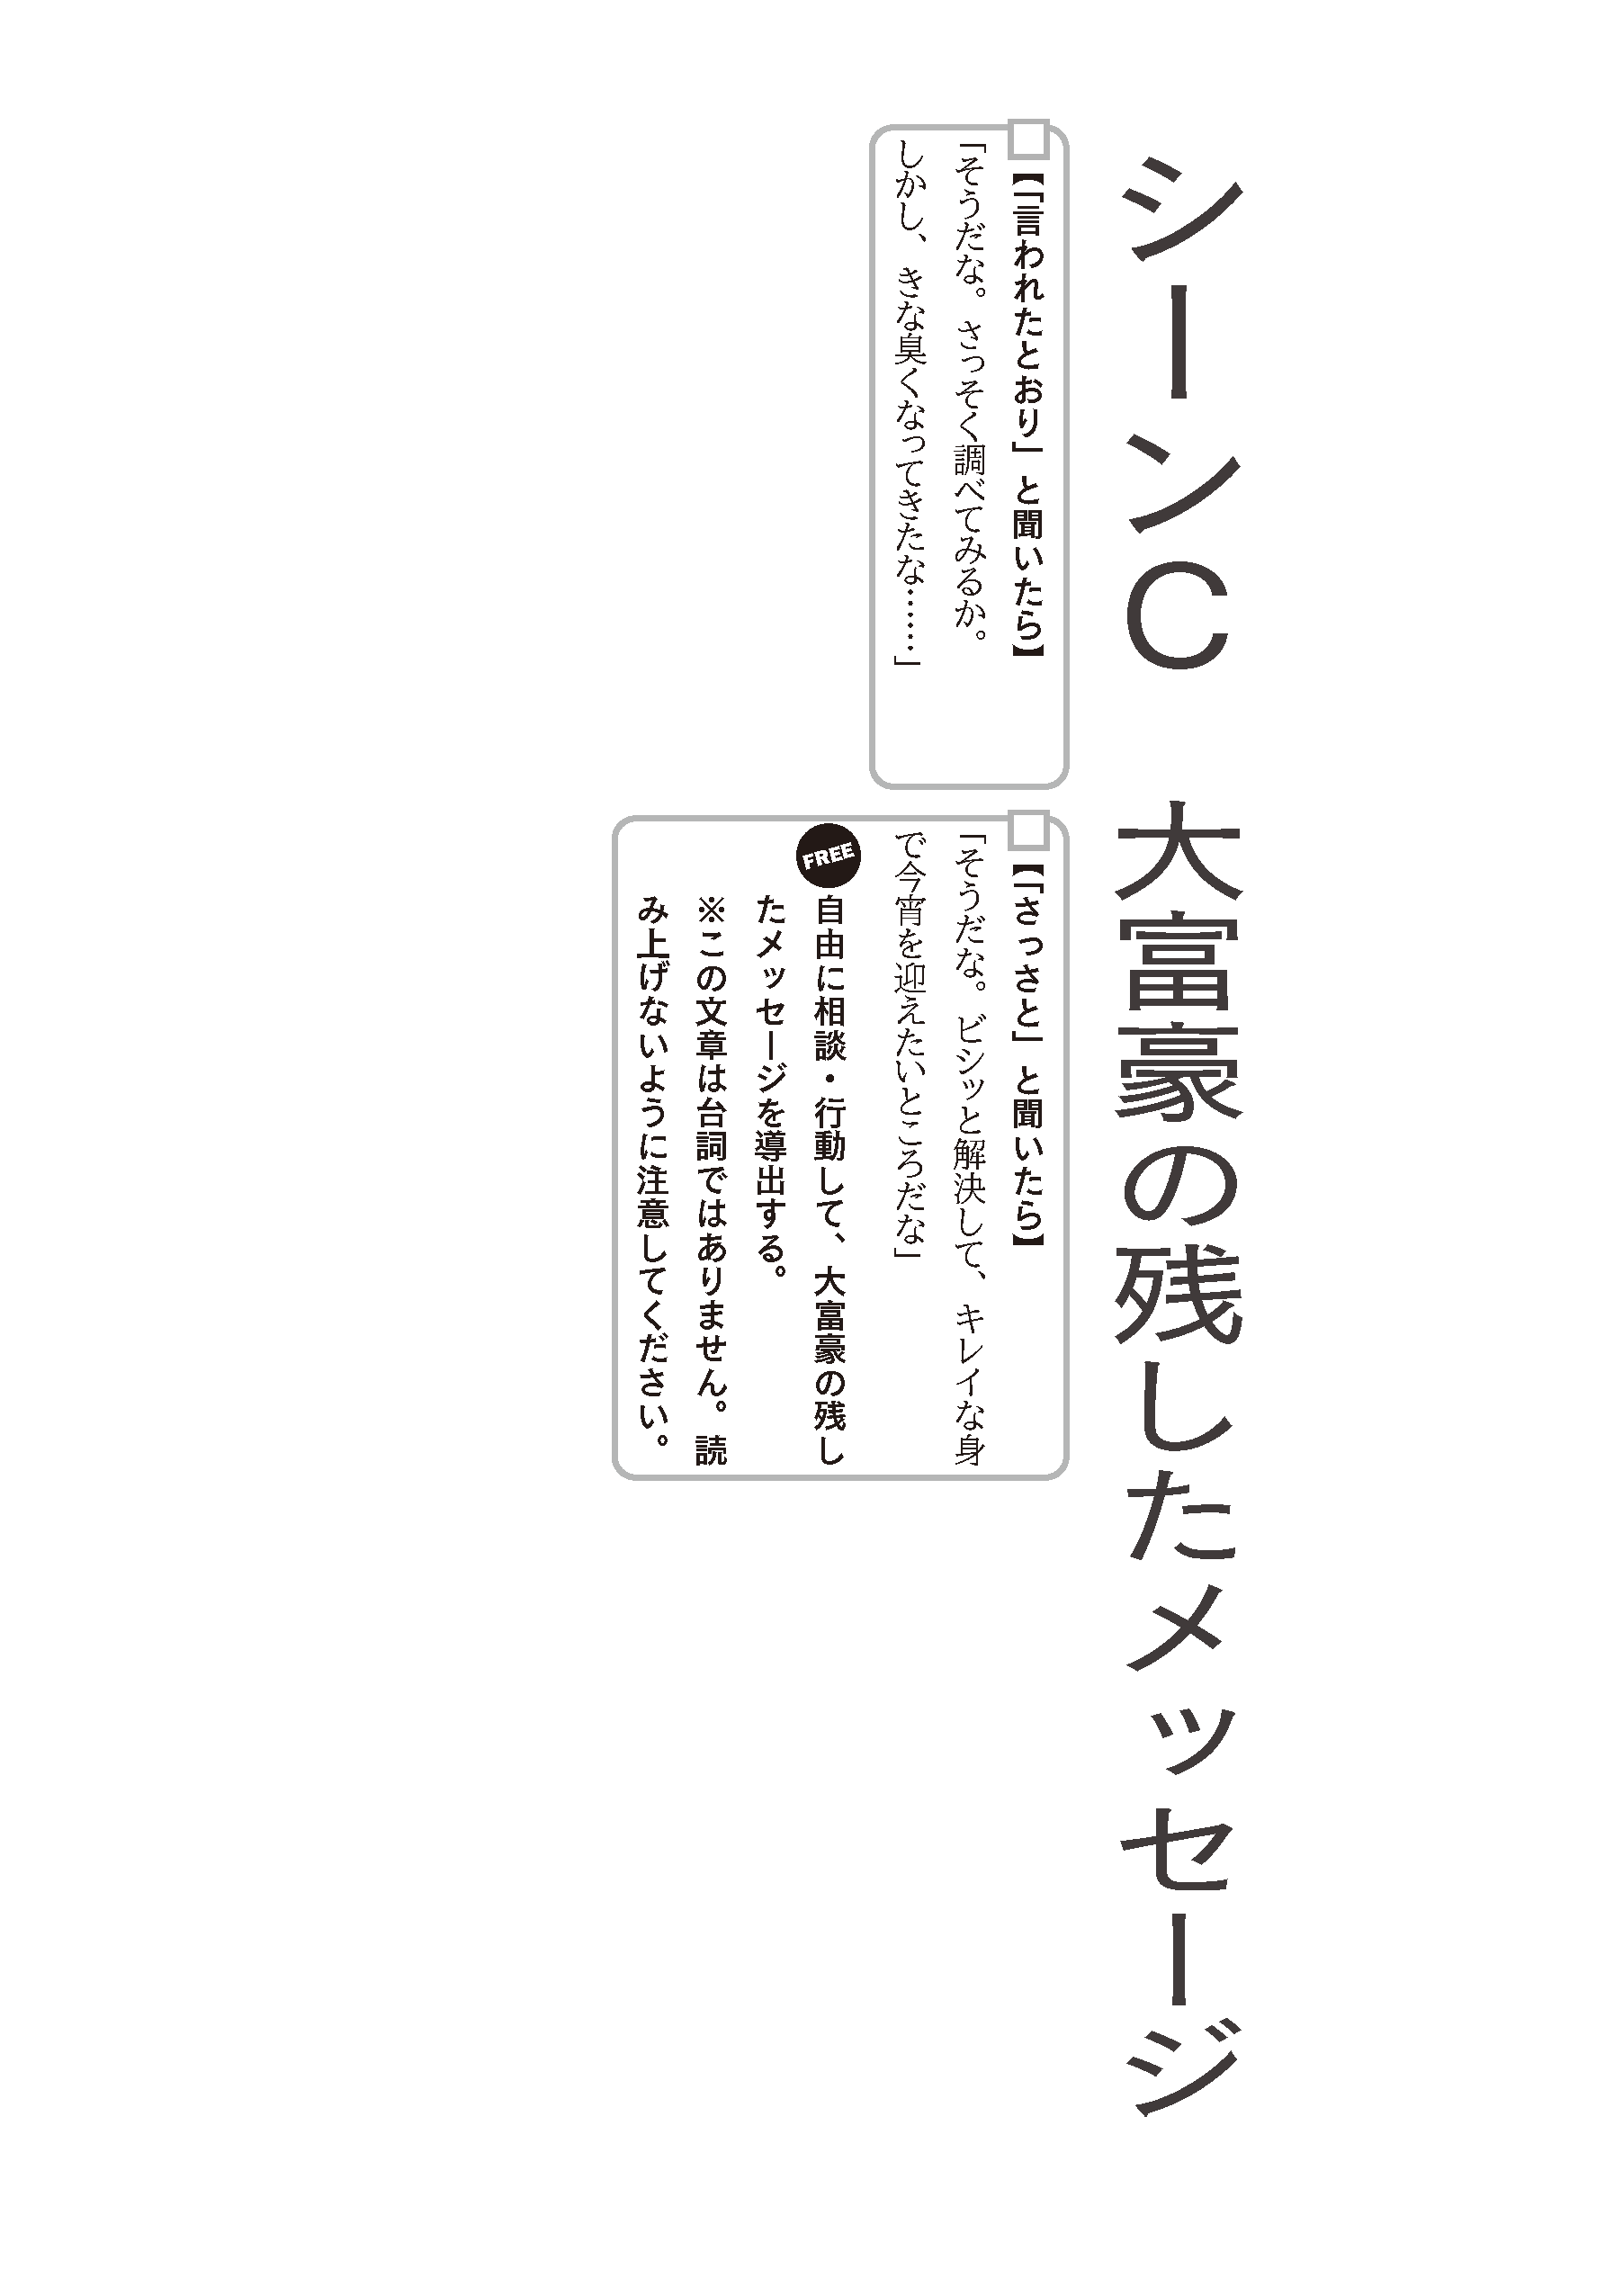 シーンC　大富豪の残したメッセージ
【「言われたとおり」と聞いたら】
「そうだな。さっそく調べてみるか。
しかし、きな臭くなってきたな……」
【「さっさと」と聞いたら】
「そうだな。ビシッと解決して、キレイな身
で今宵を迎えたいところだな」
FREE
自由に相談・行動して、大富豪の残し
たメッセージを導出する。
※この文章は台詞ではありません。読
み上げないように注意してください。